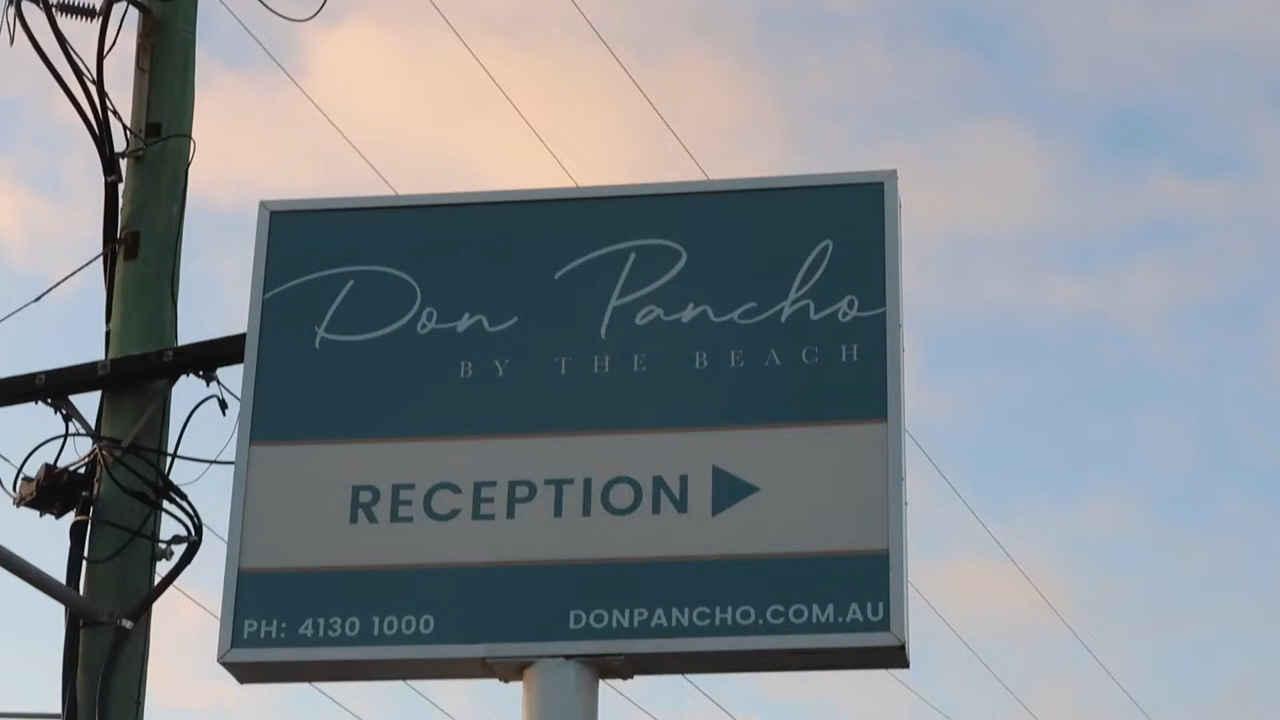 Don Pancho
BY THE BEACH
RECEPTION
PH: 4130 1000
DONPANCHO.COM.AU